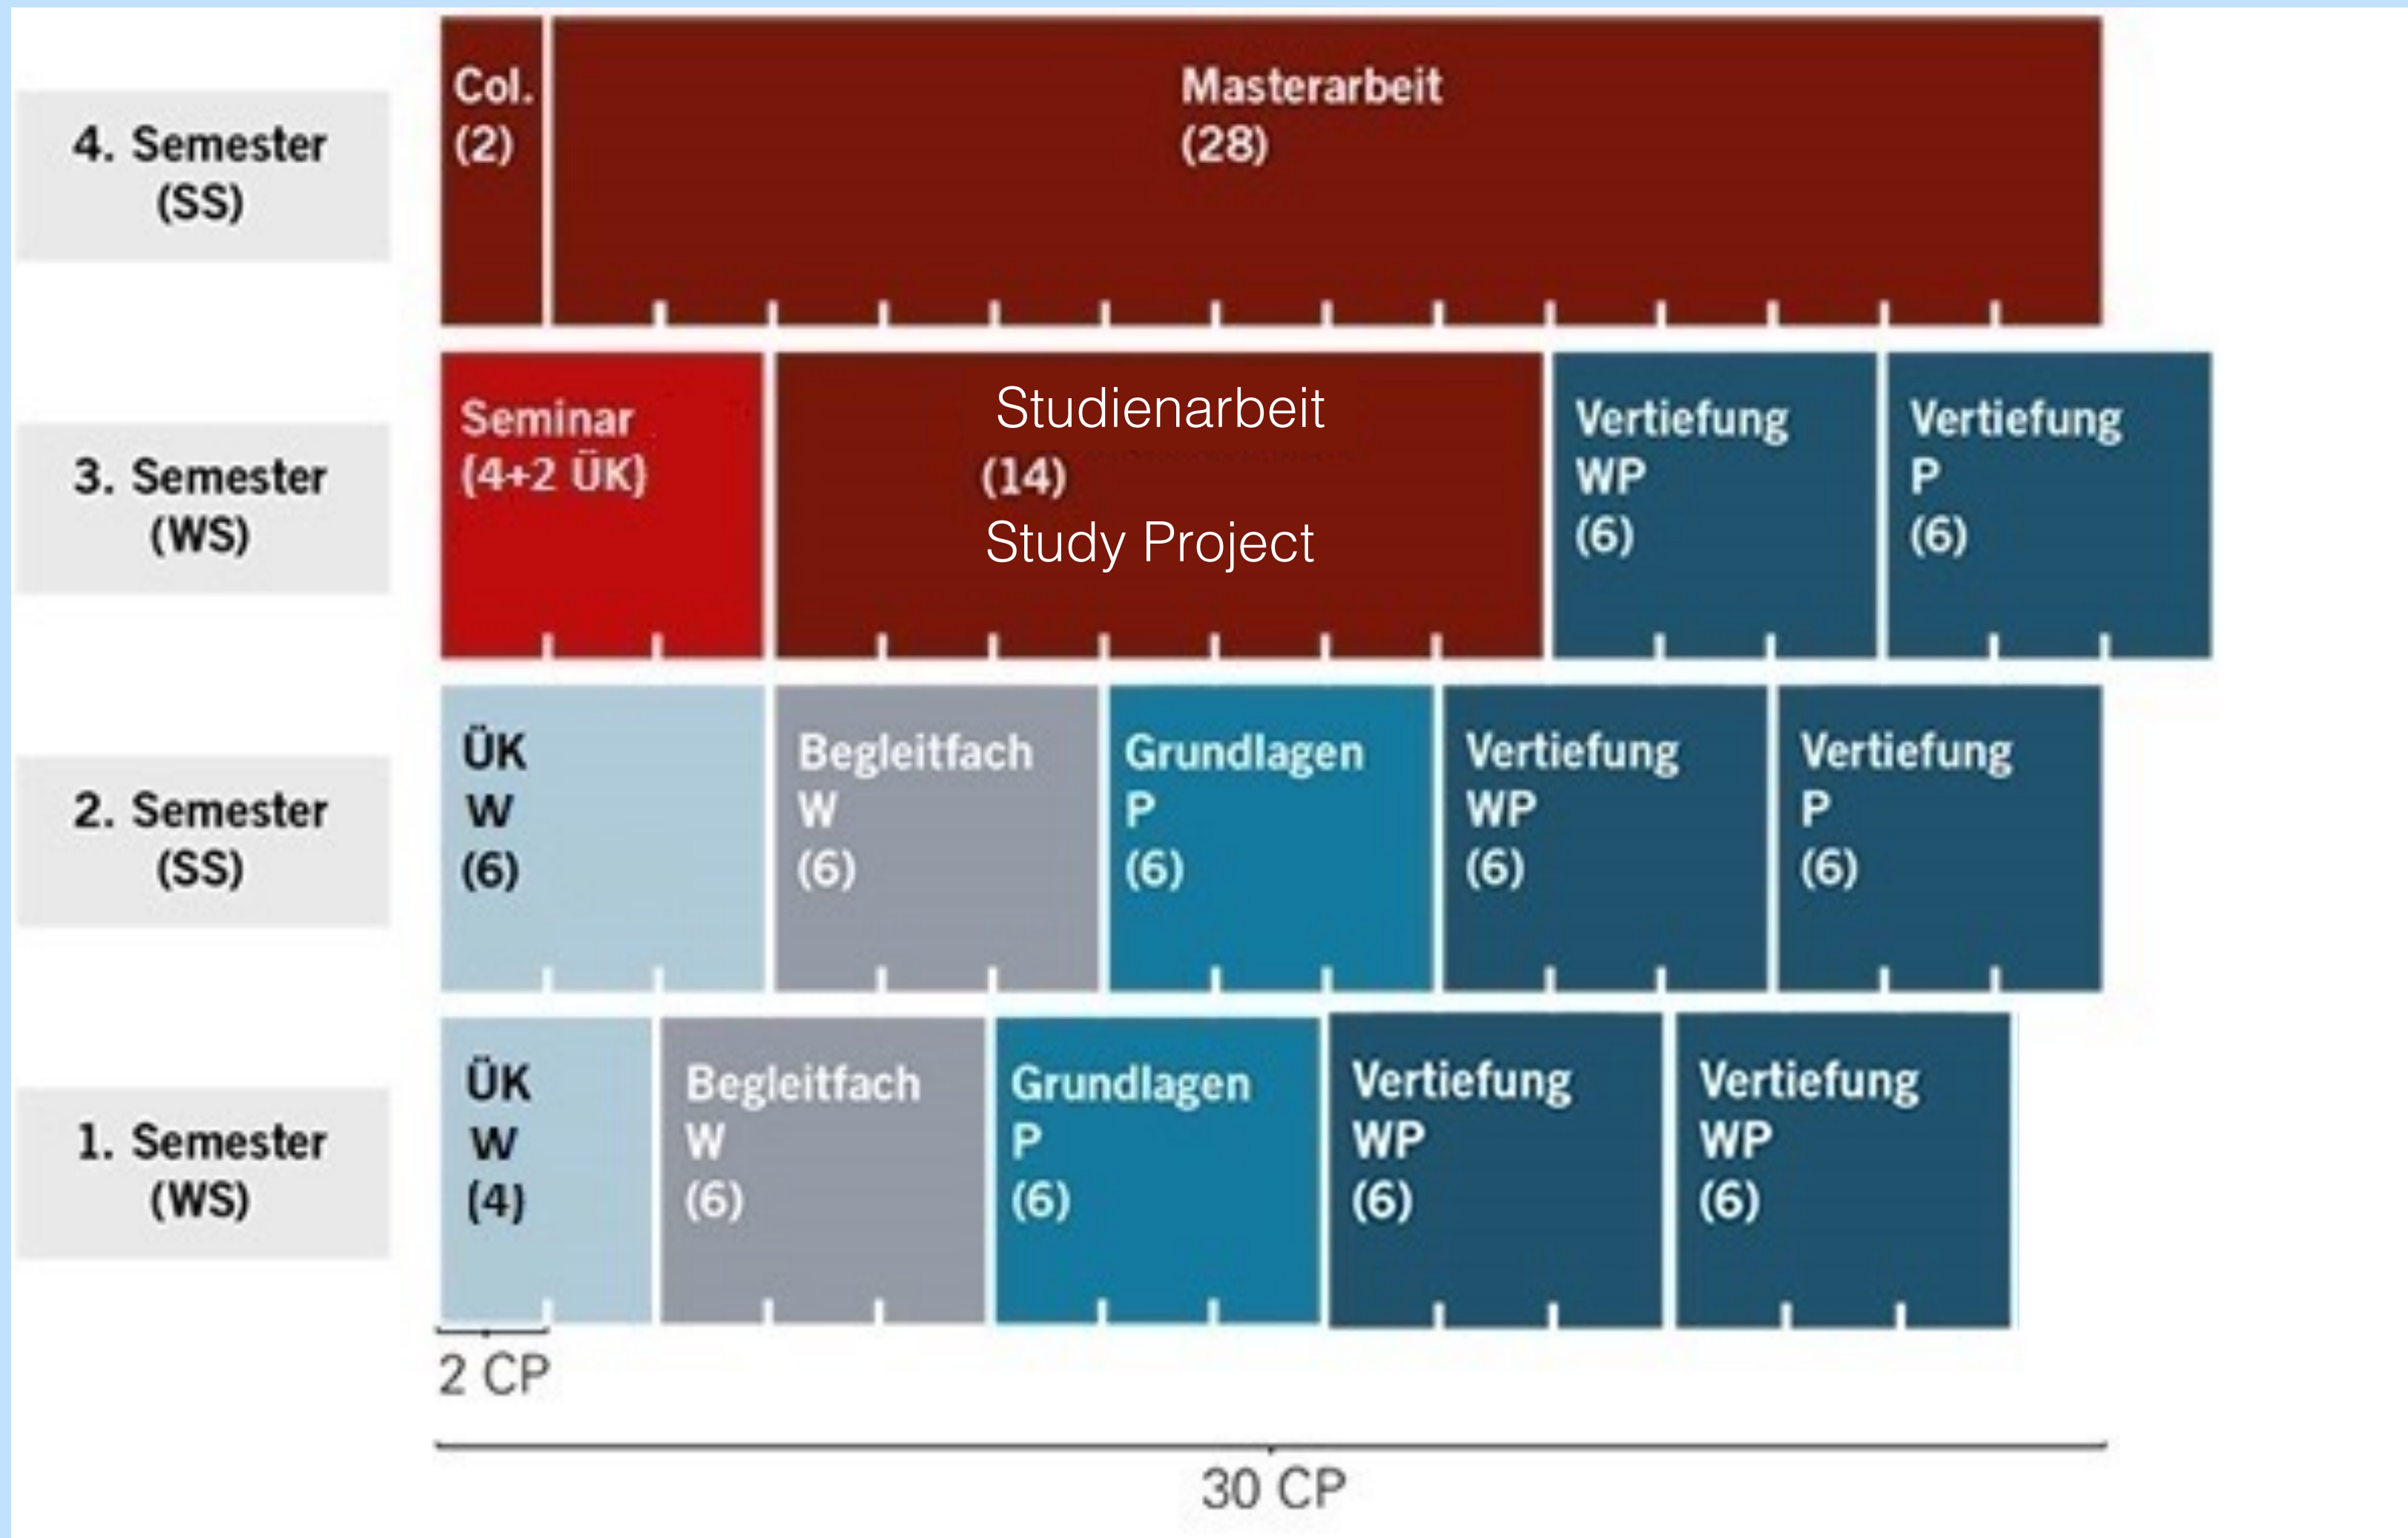 4. Semester
(SS)
Col.
(2)
Masterarbeit
(28)
3. Semester
(WS)
Seminar
(4+2 ÜK)
Studienarbeit
(14)
Study Project
Vertiefung
WP
(6)
Vertiefung
P
(6)
2. Semester
(SS)
ÜK
W
(6)
Begleitfach
W
(6)
Grundlagen
P
(6)
Vertiefung
WP
(6)
Vertiefung
P
(6)
1. Semester
(WS)
ÜK
W
(4)
Begleitfach
W
(6)
Grundlagen
P
(6)
Vertiefung
WP
(6)
Vertiefung
WP
(6)
2 CP
30 CP